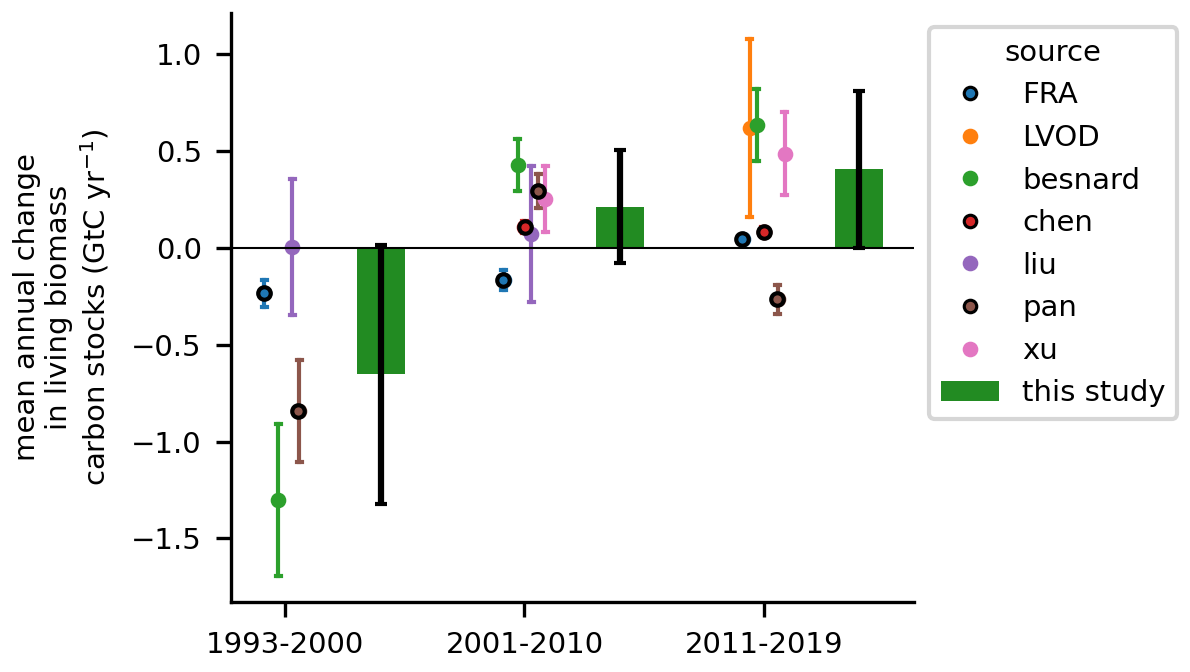 mean annual change
in living biomass
carbon stocks (GtC yr⁻¹)
1.0
0.5
0.0
−0.5
−1.0
−1.5
1993-2000
2001-2010
2011-2019
source
FRA
LVOD
besnard
chen
liu
pan
xu
this study